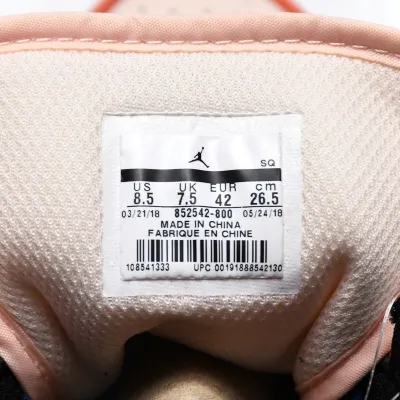 SQ
US UK EUR cm
8.5 7.5 42 26.5
03/21/18 852542-800 05/24/18
MADE IN CHINA
FABRIQUE EN CHINE
108541333 UPC 00191888542130